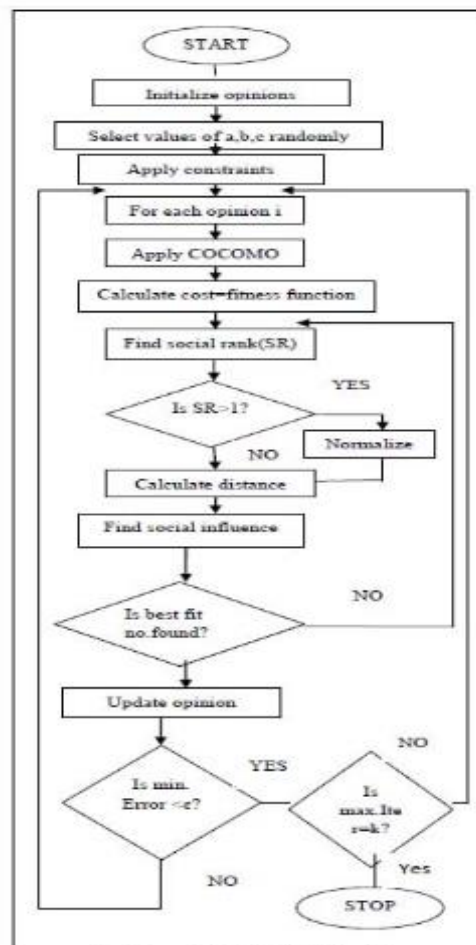 START
Initialize opinions
Select values of a,b,c randomly
Apply constraints
For each opinion i
Apply COCOMO
Calculate cost=fitness function
Find social rank(SR)
YES
Is SR>1?
Normalize
NO
Calculate distance
Find social influence
NO
Is best fit
no.found?
Update opinion
NO
YES
Is min.
Error <ε?
Is
max.Ite
r=k?
Yes
NO
STOP